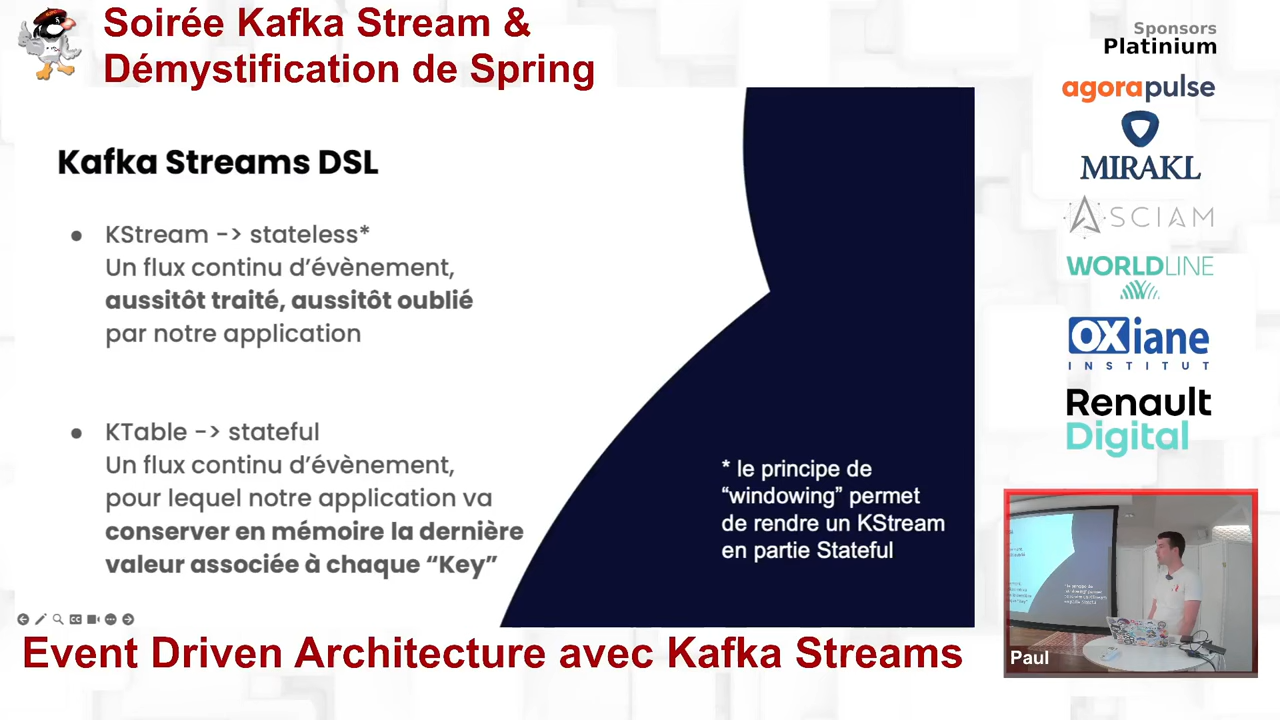 Soirée Kafka Stream &
Démystification de Spring
Sponsors
Platinium
agorapulse
MIRAKL
ASCIAM
WORLDLINE
OXiane
INSTITUT
Renault
Digital
Kafka Streams DSL
● KStream -> stateless*
Un flux continu d’évènement,
aussitôt traité, aussitôt oublié
par notre application
● KTable -> stateful
Un flux continu d’évènement,
pour lequel notre application va
conserver en mémoire la dernière
valeur associée à chaque “Key”
* le principe de
“windowing” permet
de rendre un KStream
en partie Stateful
Paul
Event Driven Architecture avec Kafka Streams